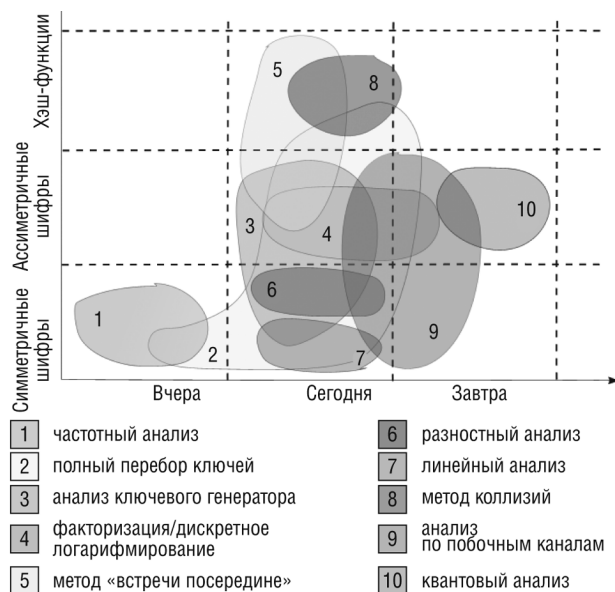 Хэш-функции
Ассиметричные
шифры
Симметричные
шифры
5
8
3
4
10
6
1
2
7
9
Вчера
Сегодня
Завтра
1 частотный анализ
2 полный перебор ключей
3 анализ ключевого генератора
4 факторизация/дискретное
логарифмирование
5 метод «встречи посередине»
6 разностный анализ
7 линейный анализ
8 метод коллизий
9 анализ
по побочным каналам
10 квантовый анализ